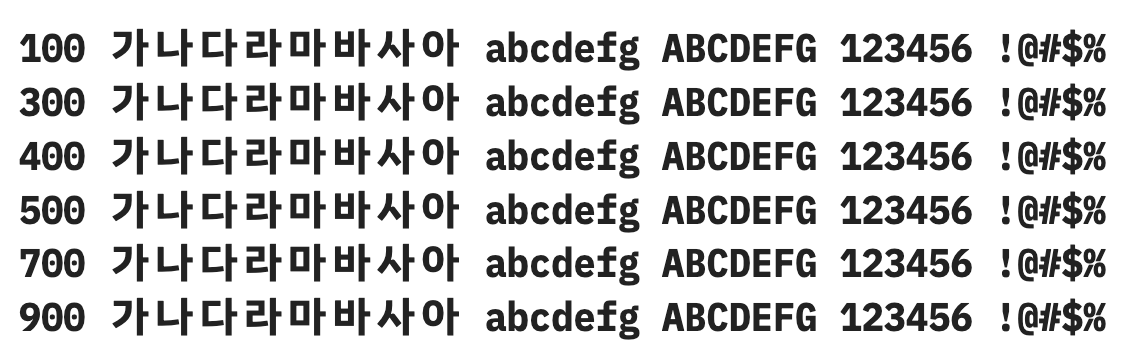 100 가나다라마바사아 abcdefg ABCDEFG 123456 !@#$%
300 가나다라마바사아 abcdefg ABCDEFG 123456 !@#$%
400 가나다라마바사아 abcdefg ABCDEFG 123456 !@#$%
500 가나다라마바사아 abcdefg ABCDEFG 123456 !@#$%
700 가나다라마바사아 abcdefg ABCDEFG 123456 !@#$%
900 가나다라마바사아 abcdefg ABCDEFG 123456 !@#$%